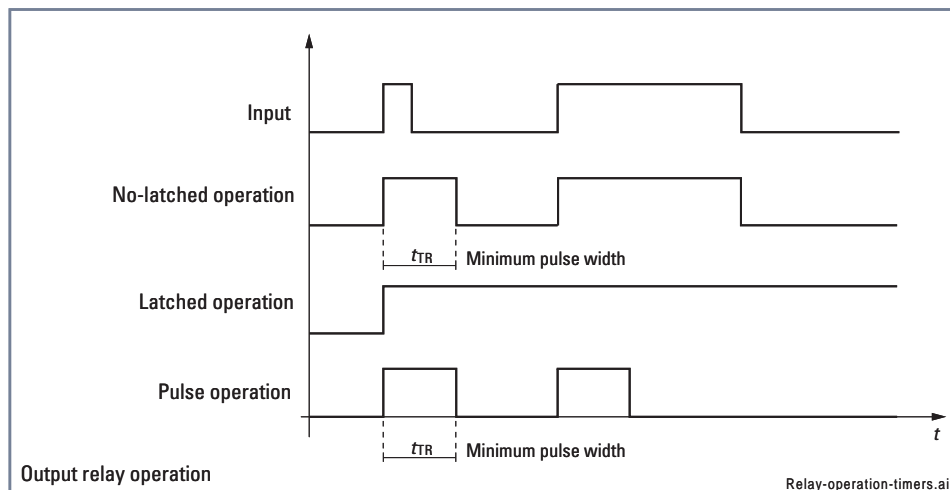 Input
No-latched operation
tTR Minimum pulse width
Latched operation
Pulse operation
t
tTR Minimum pulse width
Output relay operation
Relay-operation-timers.ai